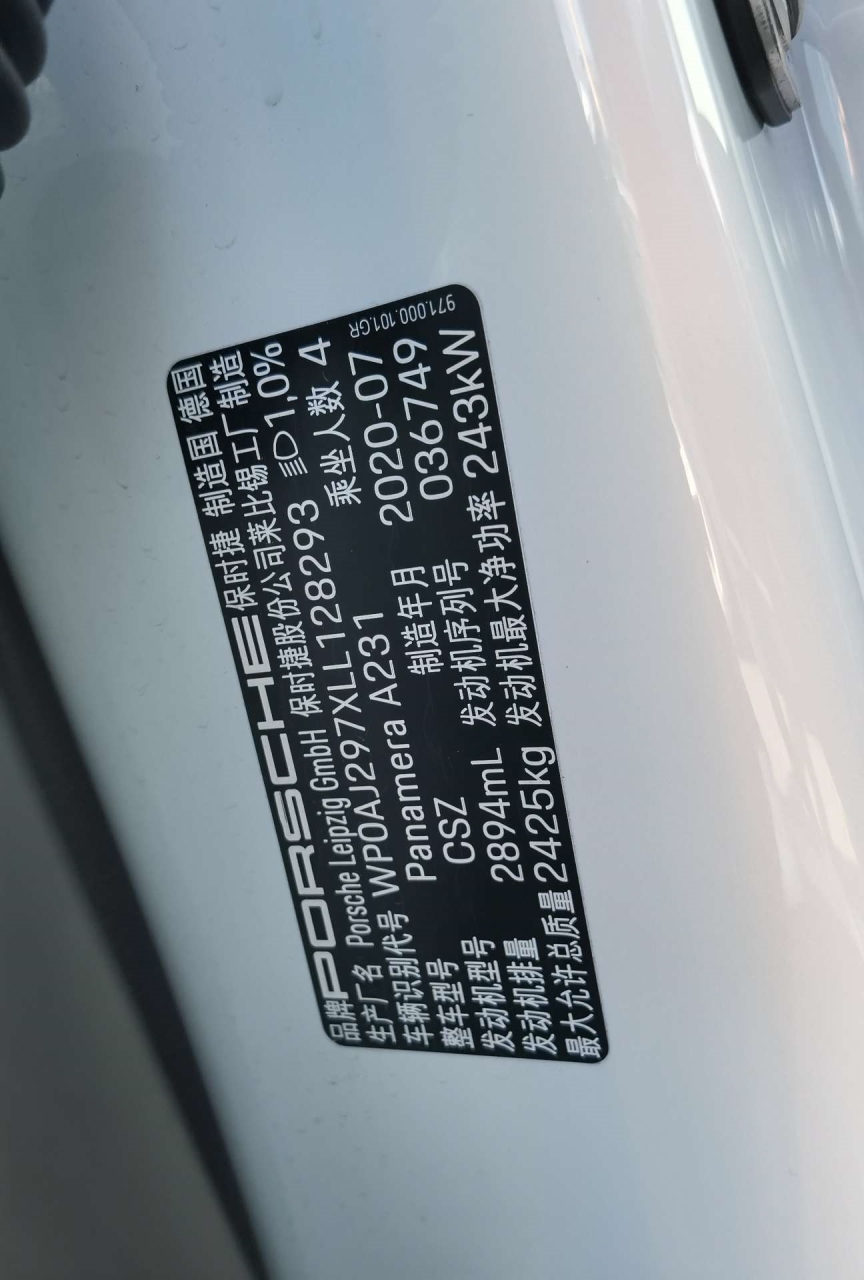 品牌 PORSCHE 保时捷 制造国 德国
生产厂名 Porsche Leipzig GmbH 保时捷股份公司莱比锡工厂制造
车辆识别代号 WP0AJ297XLL128293 1,0%
整车型号 Panamera A231 乘坐人数 4
发动机型号 CSZ 制造年月 2020-07
发动机排量 2894mL 发动机序列号 036749
最大允许总质量 2425kg 发动机最大净功率 243kW
971.000.101.GR